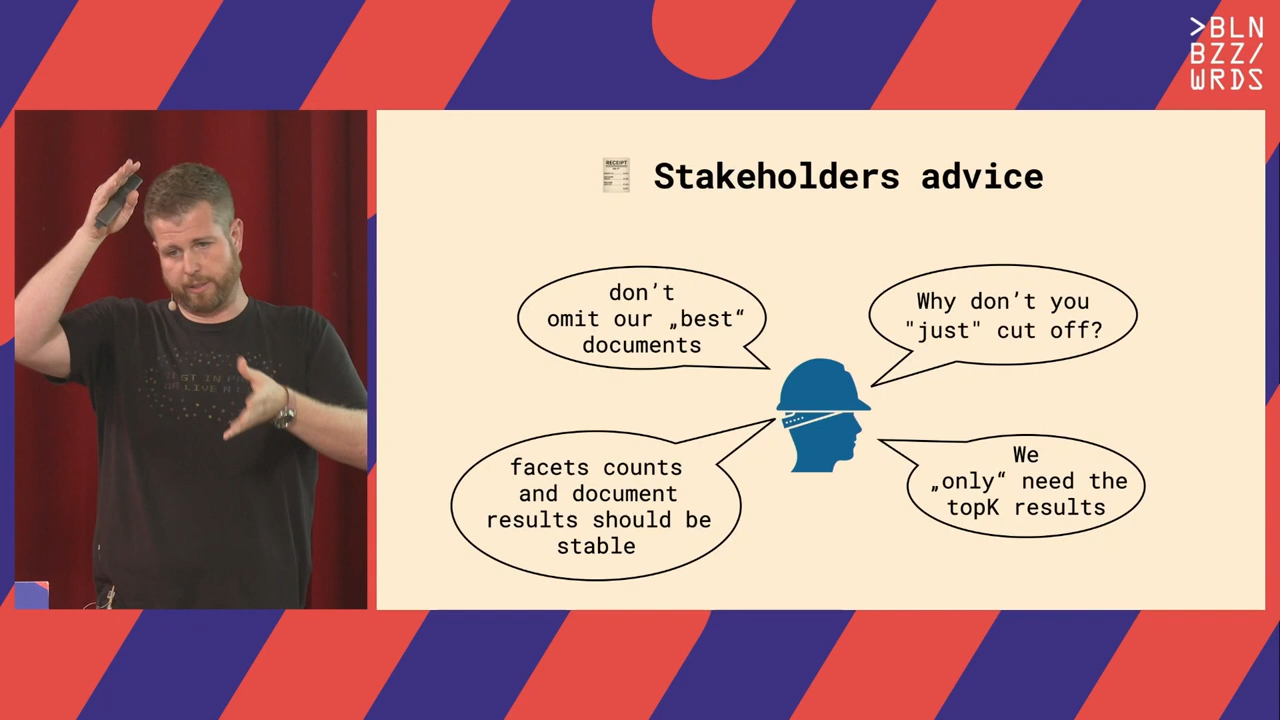 >BLN
BZZ/
WRDS
RECEIPT
Stakeholders advice
don’t
omit our „best“
documents
Why don’t you
"just" cut off?
facets counts
and document
results should be
stable
We
„only“ need the
topK results